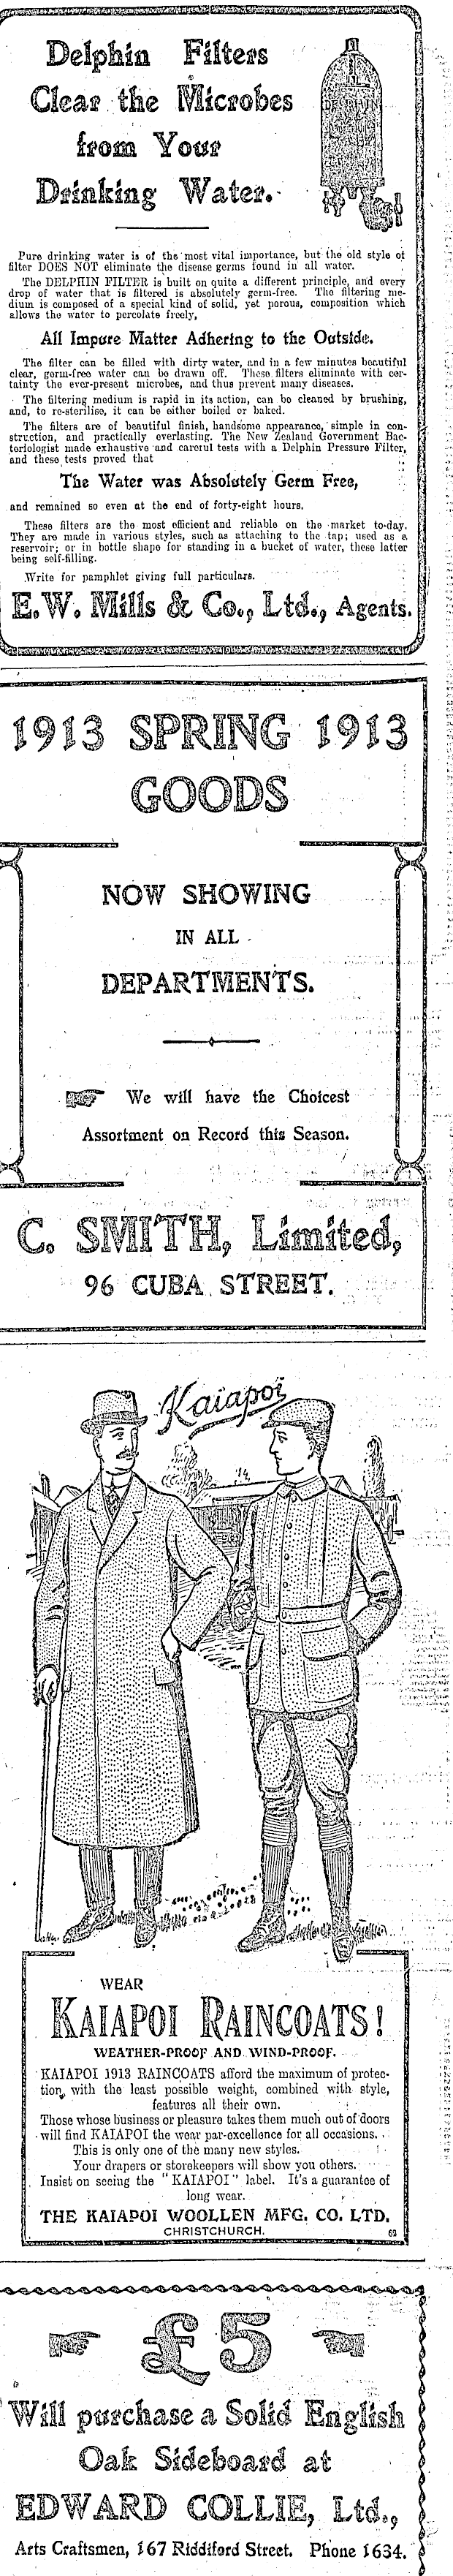 Delphin Filters
Clear the Microbes
from Your
Drinking Water.
DELPHIN
Pure drinking water is of the most vital importance, but the old style of
filter DOES NOT eliminate the disease germs found in all water.
The DELPHIN FILTER is built on quite a different principle, and every
drop of water that is filtered is absolutely germ-free. The filtering me-
dium is composed of a special kind of solid, yet porous, composition which
allows the water to percolate freely,
All Impure Matter Adhering to the Outside.
The filter can be filled with dirty water, and in a few minutes beautiful
clear, germ-free water can be drawn off. These filters eliminate with cer-
tainty the ever-present microbes, and thus prevent many diseases.
The filtering medium is rapid in its action, can be cleaned by brushing,
and, to re-sterilise, it can be either boiled or baked.
The filters are of beautiful finish, handsome appearance, simple in con-
struction, and practically everlasting. The New Zealand Government Bac-
teriologist made exhaustive and careful tests with a Delphin Pressure Filter,
and these tests proved that
The Water was Absolutely Germ Free,
and remained so even at the end of forty-eight hours.
These filters are the most efficient and reliable on the market to-day.
They are made in various styles, such as attaching to the tap; used as a
reservoir; or in bottle shape for standing in a bucket of water, these latter
being self-filling.
Write for pamphlet giving full particulars.
E. W. Mills & Co., Ltd., Agents.
1913 SPRING 1913
GOODS
NOW SHOWING
IN ALL
DEPARTMENTS.
We will have the Choicest
Assortment on Record this Season.
C. SMITH, Limited,
96 CUBA STREET.
Kaiapoi
WEAR
KAIAPOI RAINCOATS!
WEATHER-PROOF AND WIND-PROOF.
KAIAPOI 1913 RAINCOATS afford the maximum of protec-
tion, with the least possible weight, combined with style,
features all their own.
Those whose business or pleasure takes them much out of doors
will find KAIAPOI the wear par-excellence for all occasions.
This is only one of the many new styles.
Your drapers or storekeepers will show you others.
Insist on seeing the "KAIAPOI" label. It's a guarantee of
long wear.
THE KAIAPOI WOOLLEN MFG. CO. LTD.
CHRISTCHURCH.
£5
Will purchase a Solid English
Oak Sideboard at
EDWARD COLLIE, Ltd.,
Arts Craftsmen, 167 Riddiford Street. Phone 1634.